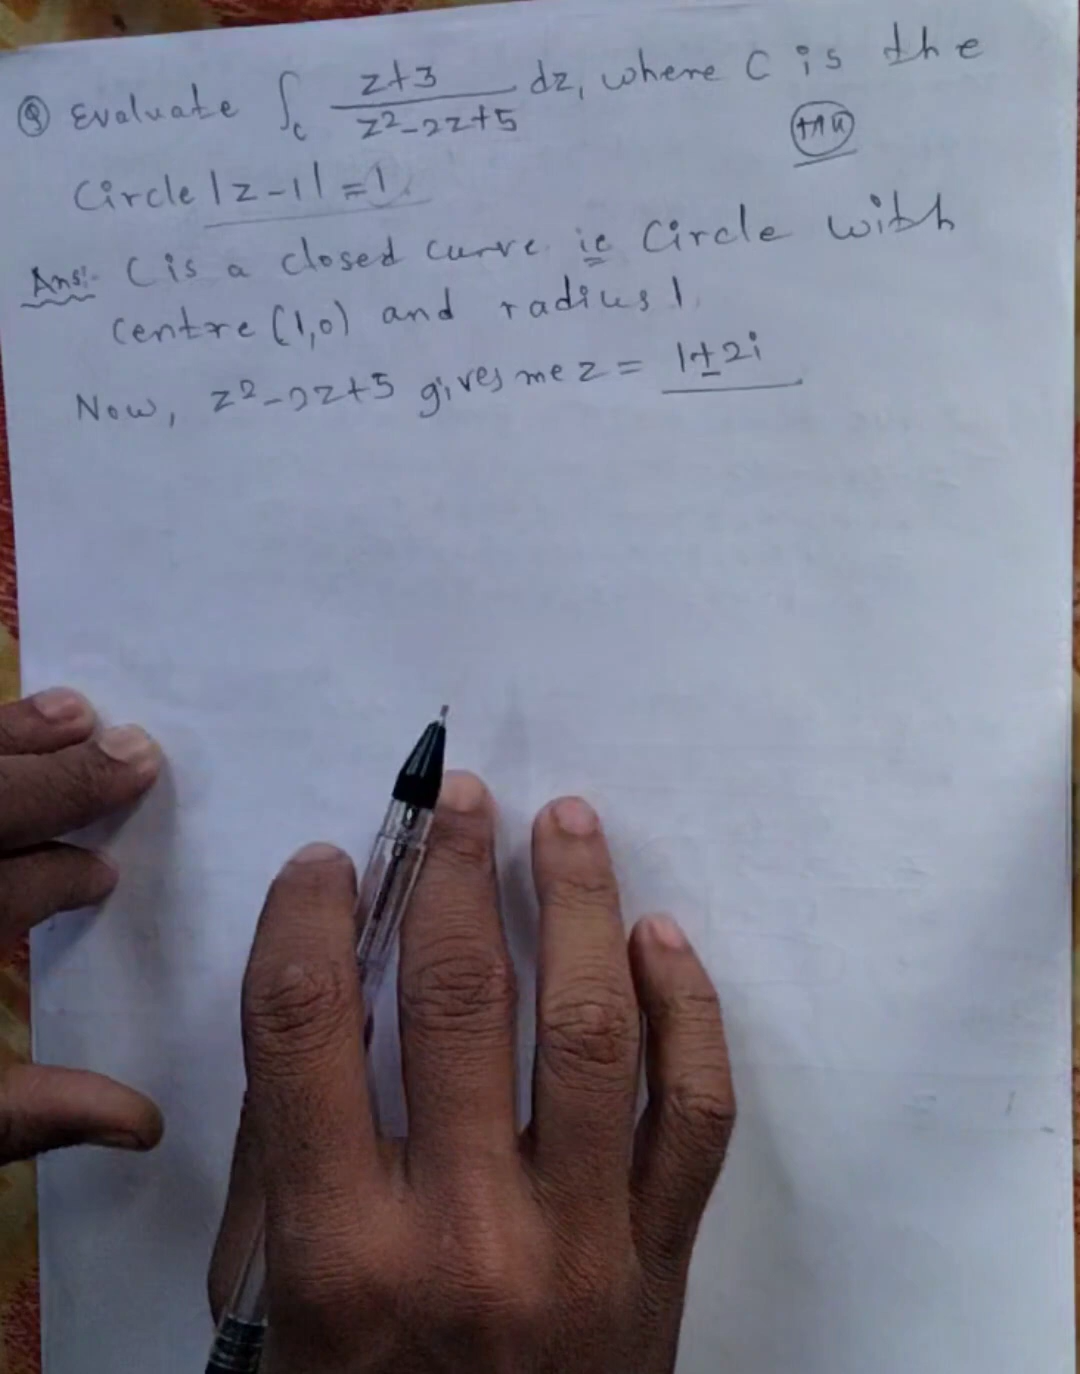 Q Evaluate ∫c z+3 / z²-2z+5 dz, where C is the
Circle |z-1| = 1
Ans:- C is a closed curve ie Circle with
Centre (1,0) and radius 1.
Now, z²-2z+5 gives me z = 1±2i